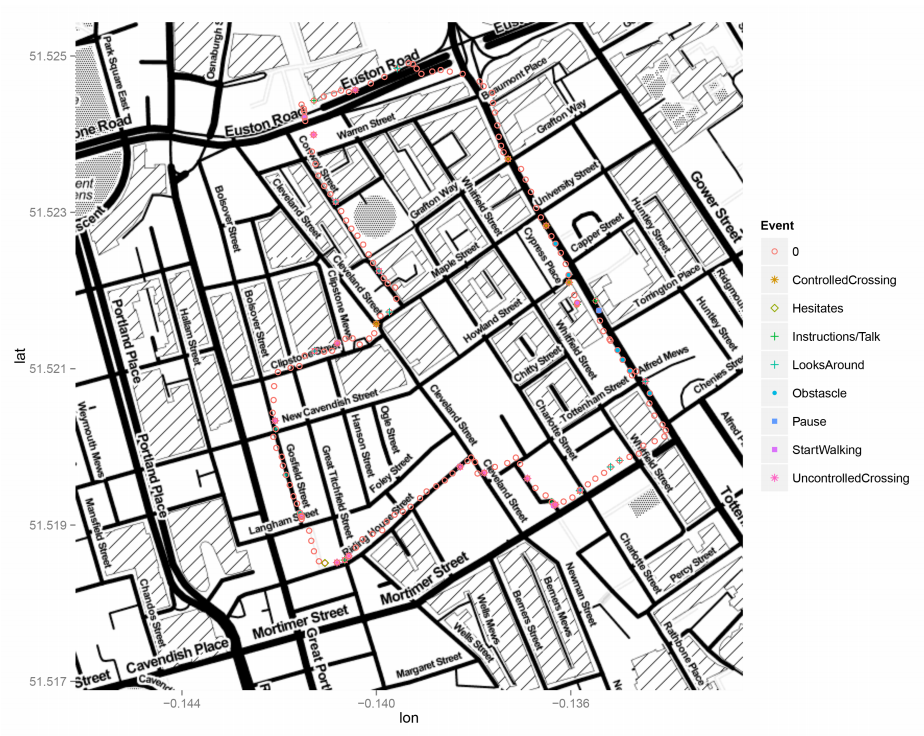 Park Square East
Osnaburgh S
Euston Road
Eusto
51.525
one Road
Euston Road
Beaumont Place
Grafton Way
Warren Street
Conway Street
University Street
Gower Street
Cleveland Street
Bolsover Street
Grafton Way
Whitfield Street
Huntley Street
51.523
scent
Capper Street
Cypress Place
Maple Street
Cleveland Street
Clipstone Mews
Torrington Place
Ridgmou
Portland Place
Hallam Street
Bolsover Street
Howland Street
Whitfield Street
Huntley Street
Clipstone Street
51.521
Chitty Street
Alfred Mews
Tottenham Street
Chenies Stre
New Cavendish Street
Cleveland Street
Charlotte Street
Weymouth Mews
Portland Place
Ogle Street
Hanson Street
Great Titchfield Street
Gosfield Street
Foley Street
Whitfield Street
Alfred P
Cleveland Street
Mansfield Street
Langham Street
Riding House Street
Totten
51.519
Charlotte Street
Percy Street
Mortimer Street
Newman Street
Chandos Street
Mortimer Street
Wells Mews
Berners Street
Berners Mews
Wells Street
Rathbone Place
Cavendish Place
Great Port
Margaret Street
Street
Caven
51.517
−0.144
−0.140
−0.136
lon
lat
Event
0
ControlledCrossing
Hesitates
Instructions/Talk
LooksAround
Obstacle
Pause
StartWalking
UncontrolledCrossing